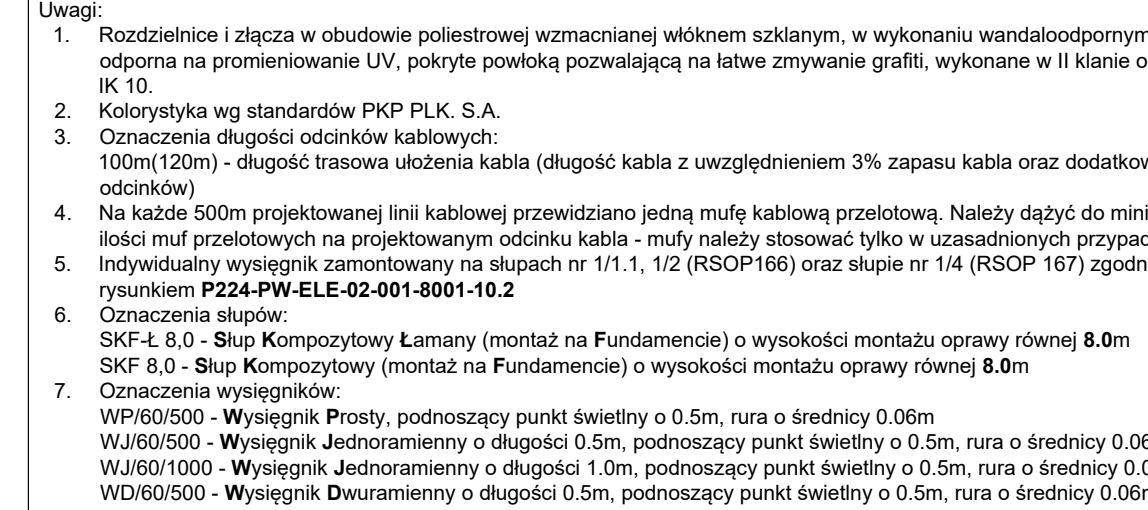 Uwagi:
1. Rozdzielnice i złącza w obudowie poliestrowej wzmacnianej włóknem szklanym, w wykonaniu wandaloodpornym
odporna na promieniowanie UV, pokryte powłoką pozwalającą na łatwe zmywanie grafiti, wykonane w II klanie o
IK 10.
2. Kolorystyka wg standardów PKP PLK. S.A.
3. Oznaczenia długości odcinków kablowych:
100m(120m) - długość trasowa ułożenia kabla (długość kabla z uwzględnieniem 3% zapasu kabla oraz dodatkow
odcinków)
4. Na każde 500m projektowanej linii kablowej przewidziano jedną mufę kablową przelotową. Należy dążyć do mini
ilości muf przelotowych na projektowanym odcinku kabla - mufy należy stosować tylko w uzasadnionych przypad
5. Indywidualny wysięgnik zamontowany na słupach nr 1/1.1, 1/2 (RSOP166) oraz słupie nr 1/4 (RSOP 167) zgodn
rysunkiem P224-PW-ELE-02-001-8001-10.2
6. Oznaczenia słupów:
SKF-Ł 8,0 - Słup Kompozytowy Łamany (montaż na Fundamencie) o wysokości montażu oprawy równej 8.0m
SKF 8,0 - Słup Kompozytowy (montaż na Fundamencie) o wysokości montażu oprawy równej 8.0m
7. Oznaczenia wysięgników:
WP/60/500 - Wysięgnik Prosty, podnoszący punkt świetlny o 0.5m, rura o średnicy 0.06m
WJ/60/500 - Wysięgnik Jednoramienny o długości 0.5m, podnoszący punkt świetlny o 0.5m, rura o średnicy 0.06
WJ/60/1000 - Wysięgnik Jednoramienny o długości 1.0m, podnoszący punkt świetlny o 0.5m, rura o średnicy 0.0
WD/60/500 - Wysięgnik Dwuramienny o długości 0.5m, podnoszący punkt świetlny o 0.5m, rura o średnicy 0.06m